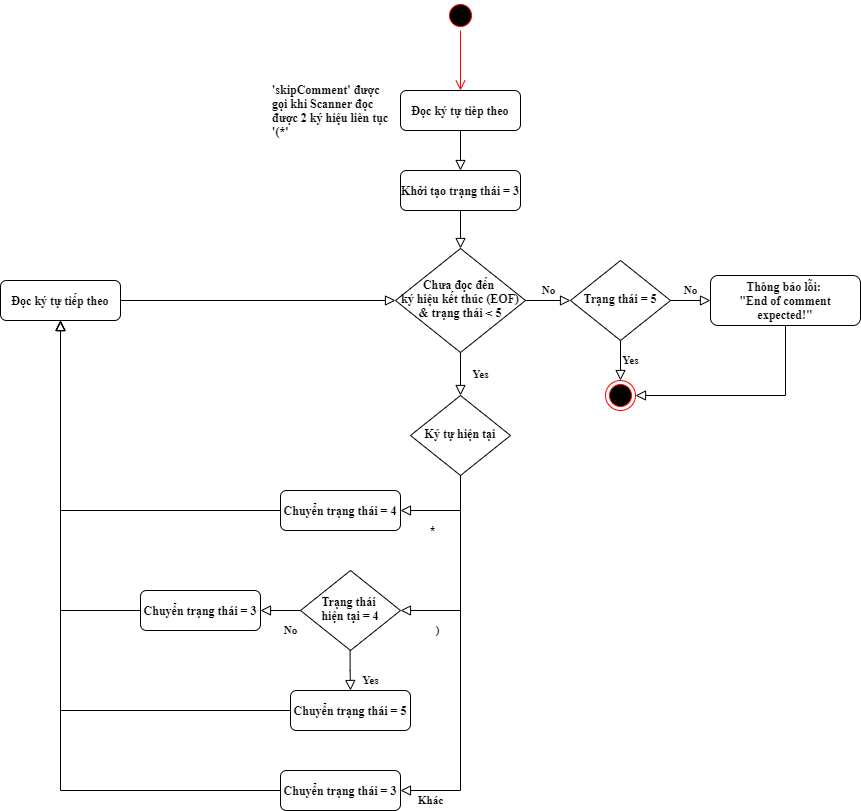 'skipComment' được
gọi khi Scanner đọc
được 2 ký hiệu liên tục
'(*'
Đọc ký tự tiếp theo
Khởi tạo trạng thái = 3
Đọc ký tự tiếp theo
Chưa đọc đến
ký hiệu kết thúc (EOF)
& trạng thái < 5
No
Trạng thái = 5
No
Thông báo lỗi:
"End of comment
expected!"
Yes
Yes
Ký tự hiện tại
Chuyển trạng thái = 4
*
Trạng thái
hiện tại = 4
Chuyển trạng thái = 3
No
)
Yes
Chuyển trạng thái = 5
Chuyển trạng thái = 3
Khác